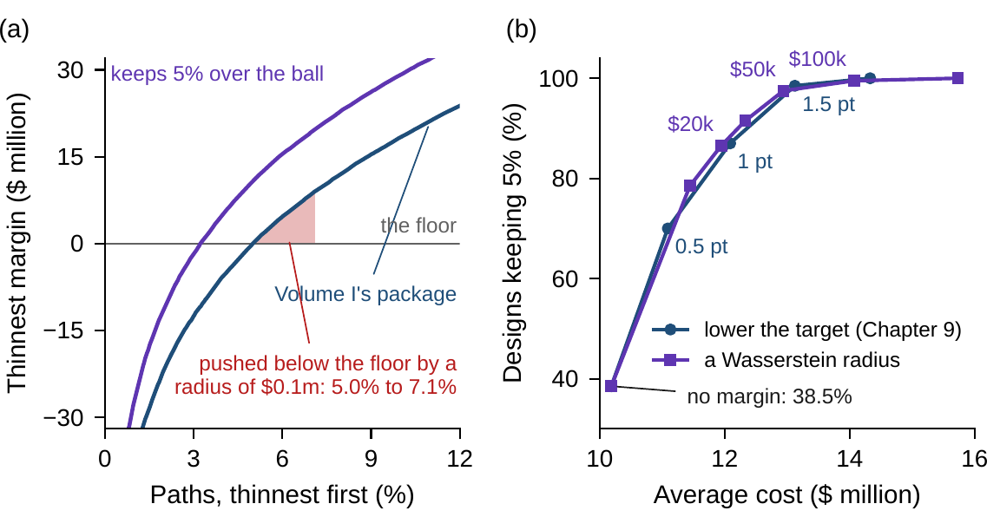 (a)
Thinnest margin ($ million)
30
15
0
−15
−30
keeps 5% over the ball
the floor
Volume I's package
pushed below the floor by a
radius of $0.1m: 5.0% to 7.1%
0 3 6 9 12
Paths, thinnest first (%)
(b)
Designs keeping 5% (%)
100
80
60
40
$100k
$50k
1.5 pt
$20k
1 pt
0.5 pt
lower the target (Chapter 9)
a Wasserstein radius
no margin: 38.5%
10 12 14 16
Average cost ($ million)